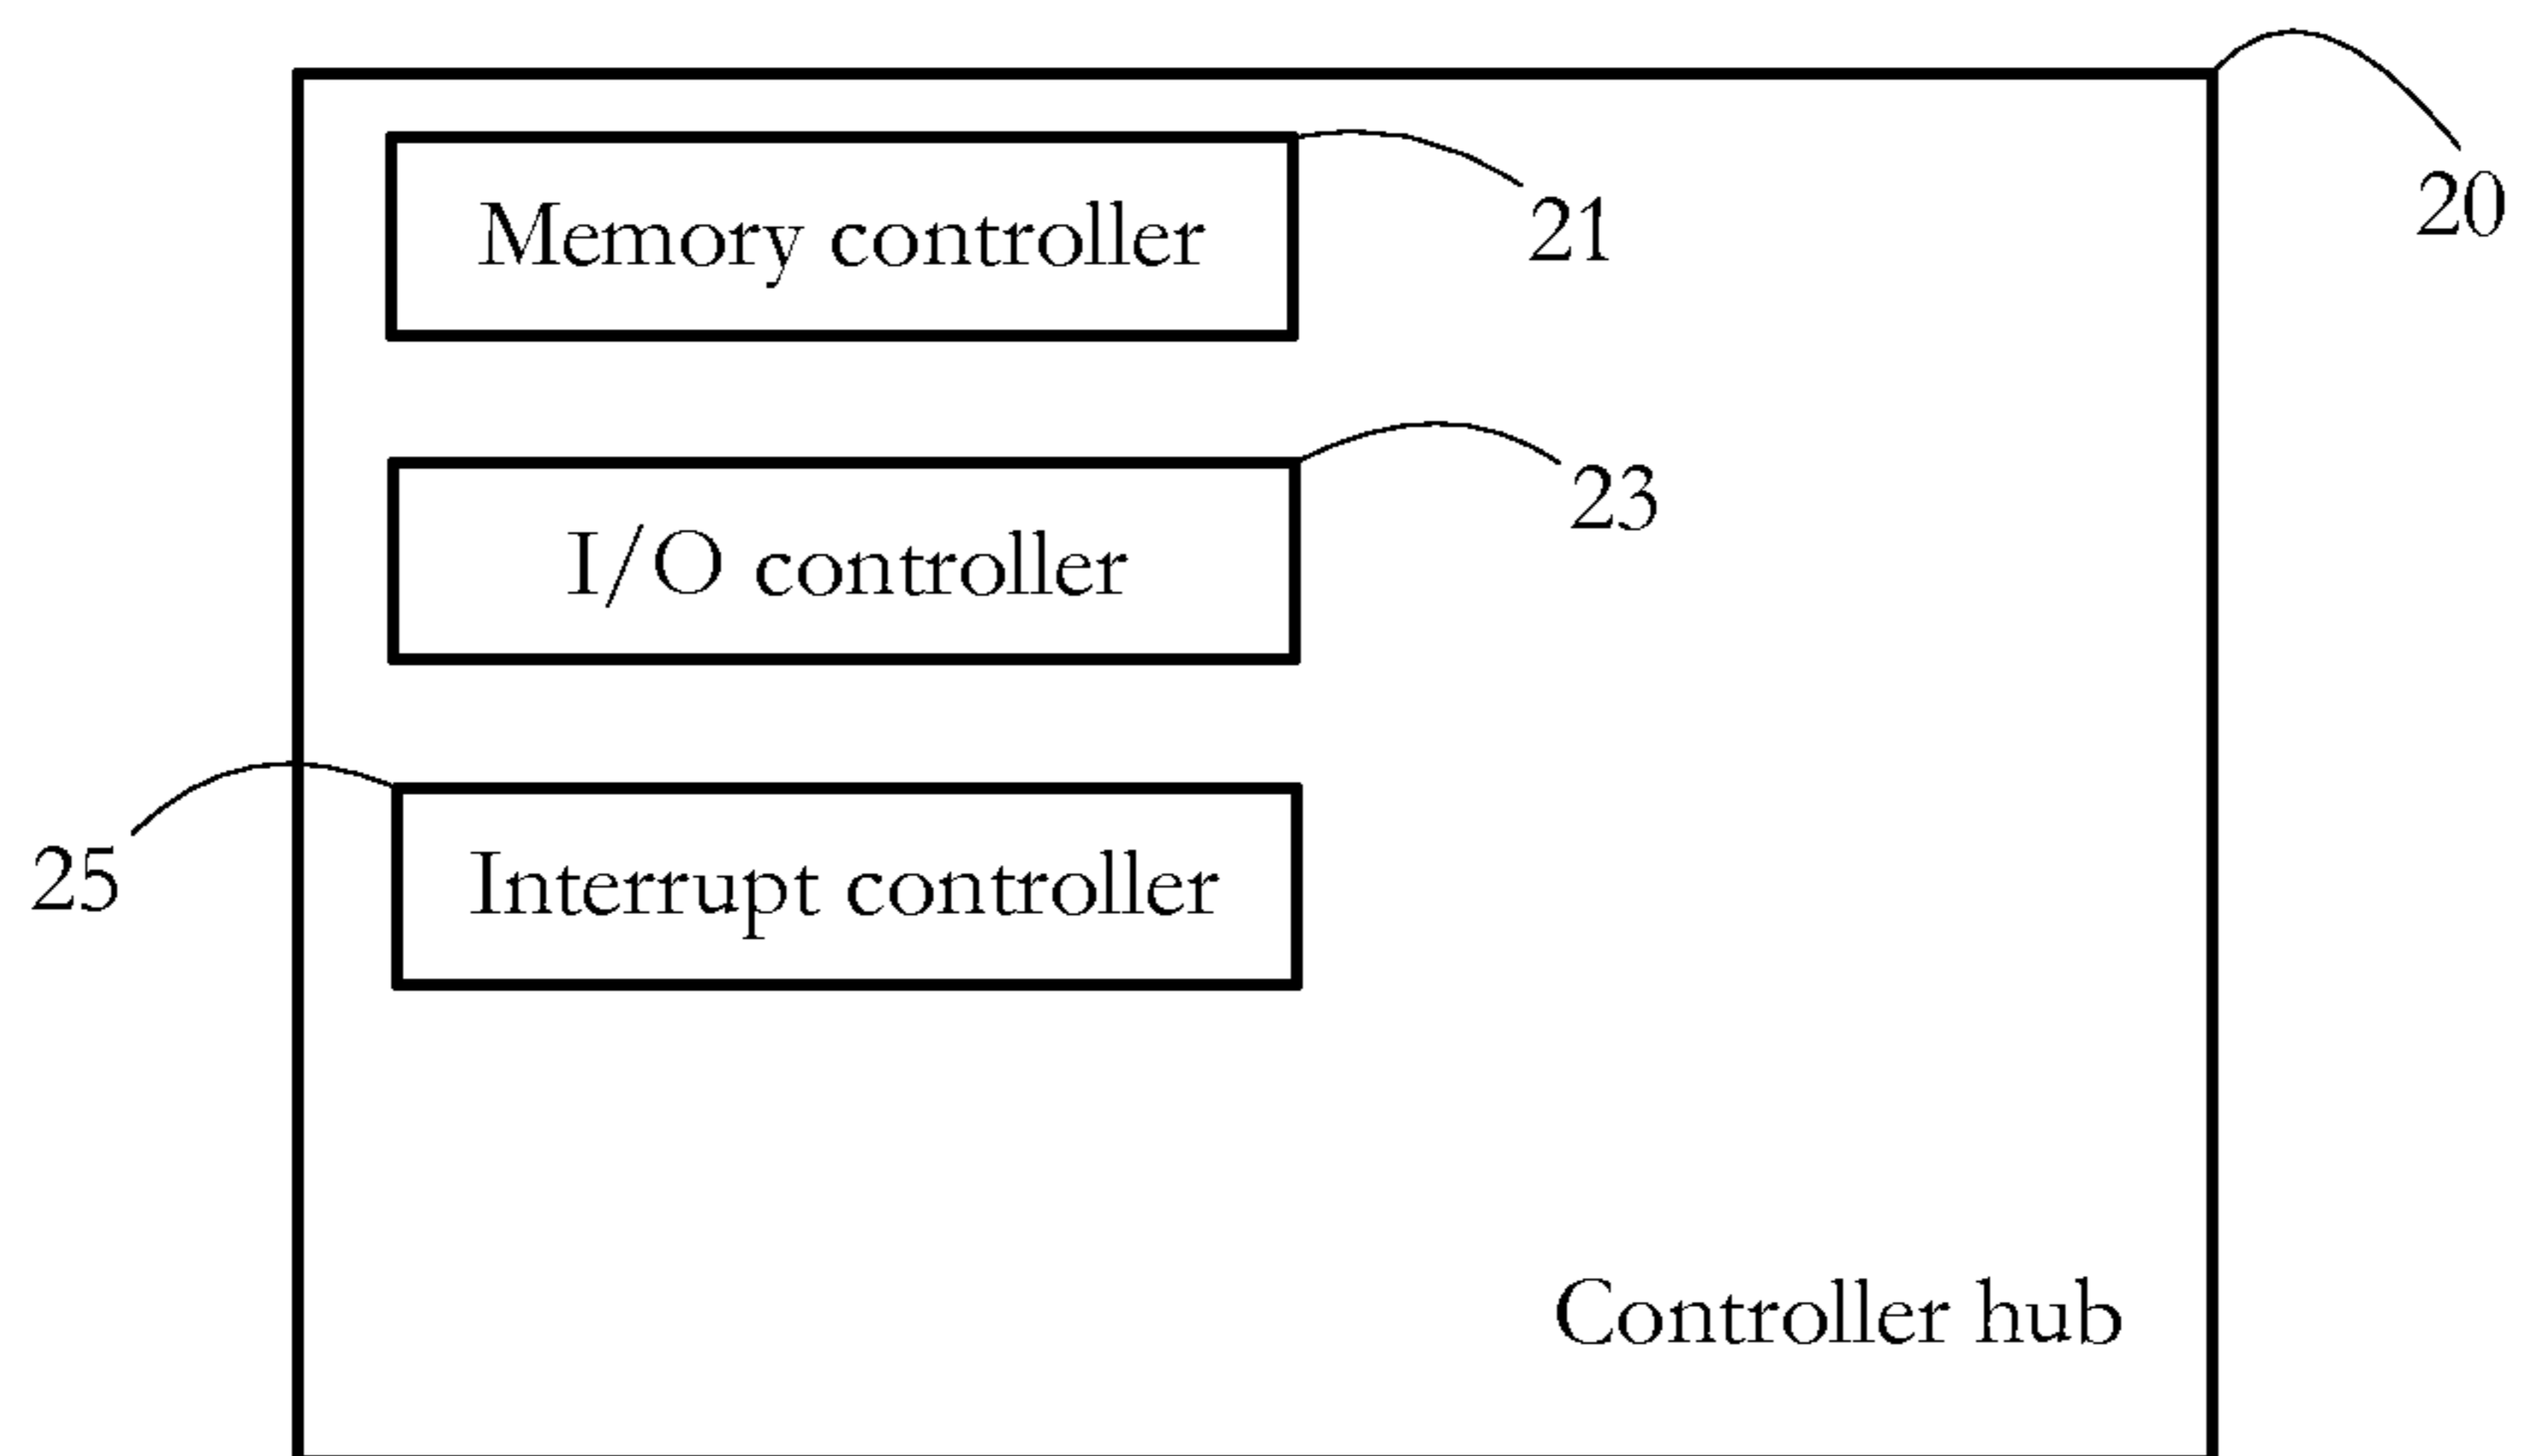 20
Memory controller
21
I/O controller
23
25
Interrupt controller
Controller hub